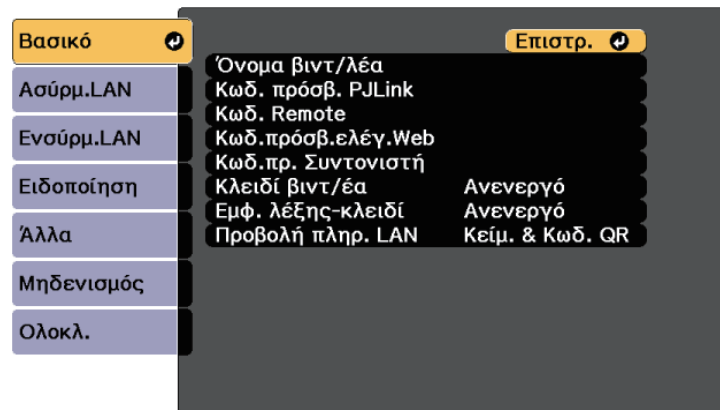 Βασικό
Ασύρμ.LAN
Ενσύρμ.LAN
Ειδοποίηση
Άλλα
Μηδενισμός
Ολοκλ.
Επιστρ.
Όνομα βιντ/λέα
Κωδ. πρόσβ. PJLink
Κωδ. Remote
Κωδ.πρόσβ.ελέγ.Web
Κωδ.πρ. Συντονιστή
Κλειδί βιντ/έα Ανενεργό
Εμφ. λέξης-κλειδί Ανενεργό
Προβολή πληρ. LAN Κείμ. & Κωδ. QR